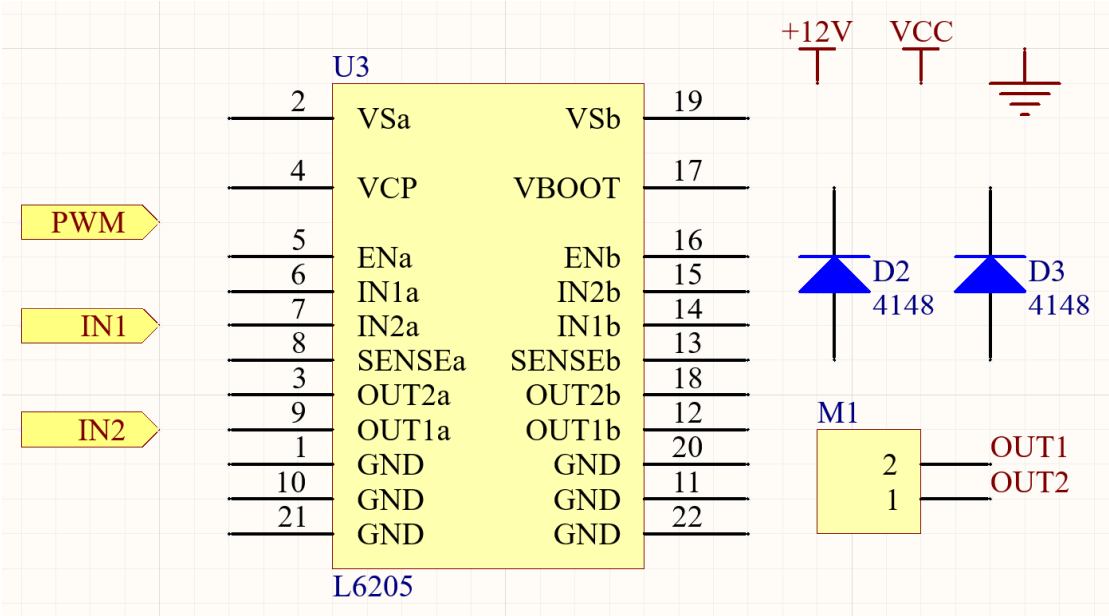 +12V VCC
U3
2 VSa VSb 19
4 VCP VBOOT 17
PWM
5 ENa ENb 16
6 IN1a IN2b 15
7 IN2a IN1b 14
IN1
8 SENSEa SENSEb 13
3 OUT2a OUT2b 18
9 OUT1a OUT1b 12
IN2
1 GND GND 20
10 GND GND 11
21 GND GND 22
L6205
D2
4148
D3
4148
M1
2 OUT1
1 OUT2